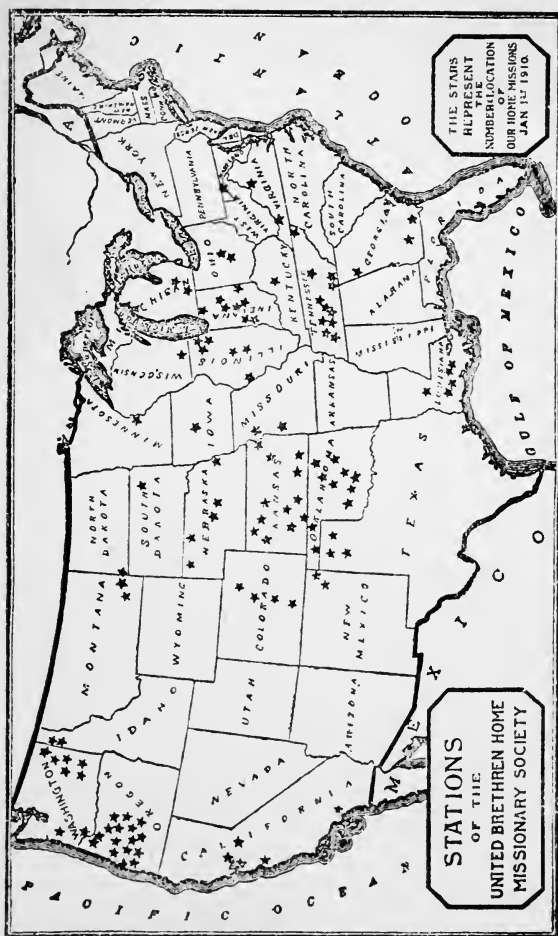 STATIONS
OF THE
UNITED BRETHREN HOME
MISSIONARY SOCIETY
THE STARS
REPRESENT
THE
NUMBER & LOCATION
OF
OUR HOME MISSIONS
JAN 1ST 1910.
PACIFIC OCEAN
ATLANTIC
GULF OF MEXICO
MEXICO
WASHINGTON
OREGON
CALIFORNIA
IDAHO
NEVADA
UTAH
ARIZONA
MONTANA
WYOMING
COLORADO
NEW
MEXICO
NORTH
DAKOTA
SOUTH
DAKOTA
NEBRASKA
KANSAS
OKLAHOMA
TEXAS
MINNESOTA
IOWA
MISSOURI
ARKANSAS
LOUISIANA
WISCONSIN
ILLINOIS
MICHIGAN
INDIANA
OHIO
KENTUCKY
TENNESSEE
MISSISSIPPI
ALABAMA
GEORGIA
FLORIDA
SOUTH
CAROLINA
NORTH
CAROLINA
VIRGINIA
WEST
VIRGINIA
PENNSYLVANIA
NEW YORK
VERMONT
MASS
CONN
NEW JERSEY
DEL
MAINE